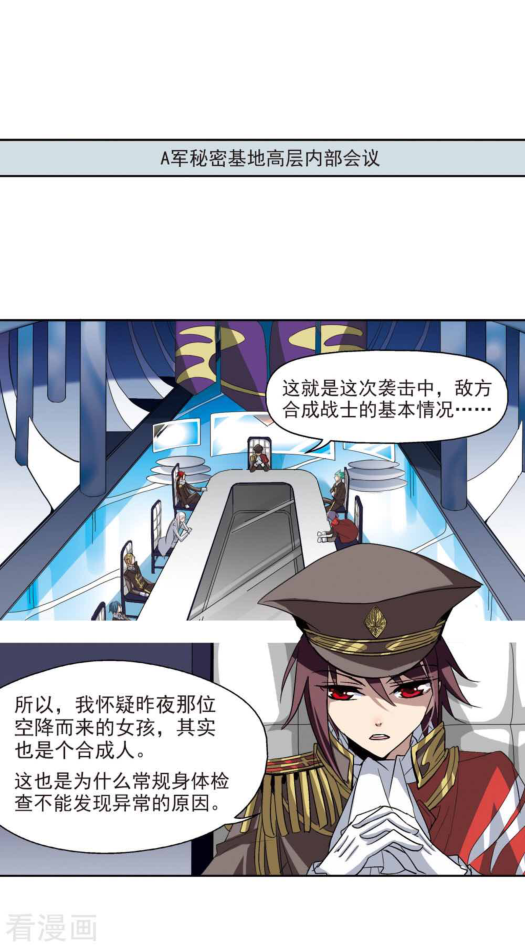 A军秘密基地高层内部会议
这就是这次袭击中，敌方
合成战士的基本情况……
所以，我怀疑昨夜那位
空降而来的女孩，其实
也是个合成人。
这也是为什么常规身体检
查不能发现异常的原因。
看漫画